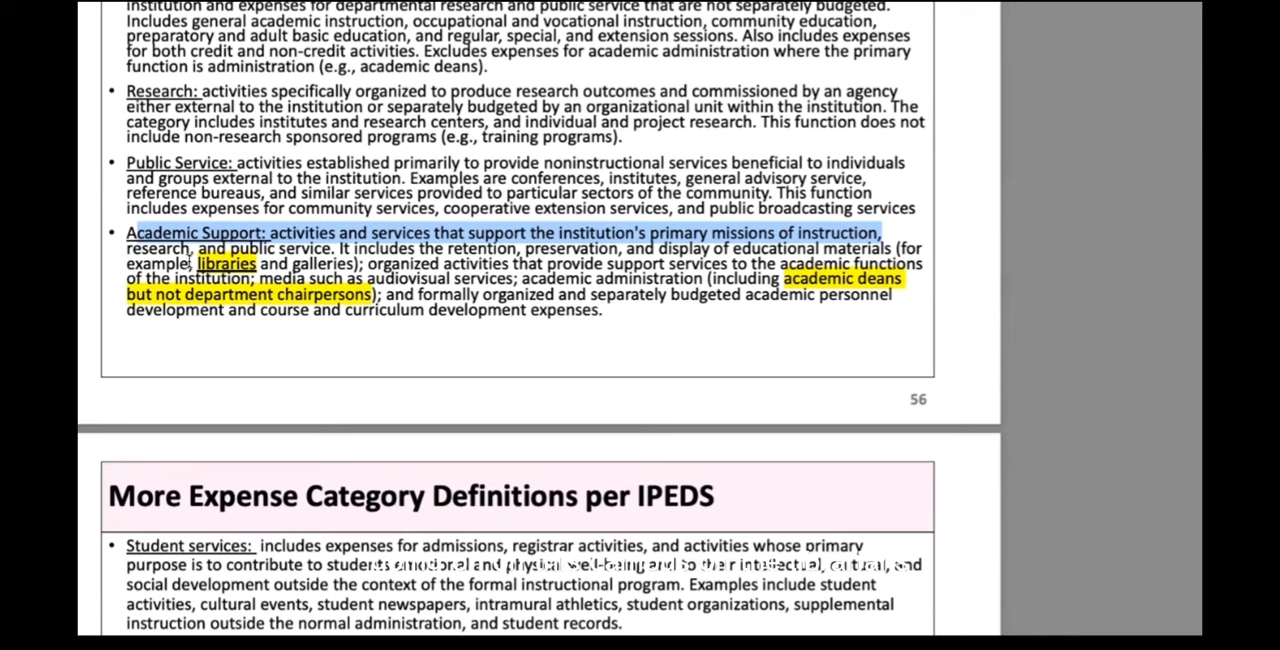 institution and expenses for departmental research and public service that are not separately budgeted.
Includes general academic instruction, occupational and vocational instruction, community education,
preparatory and adult basic education, and regular, special, and extension sessions. Also includes expenses
for both credit and non-credit activities. Excludes expenses for academic administration where the primary
function is administration (e.g., academic deans).
• Research: activities specifically organized to produce research outcomes and commissioned by an agency
either external to the institution or separately budgeted by an organizational unit within the institution. The
category includes institutes and research centers, and individual and project research. This function does not
include non-research sponsored programs (e.g., training programs).
• Public Service: activities established primarily to provide noninstructional services beneficial to individuals
and groups external to the institution. Examples are conferences, institutes, general advisory service,
reference bureaus, and similar services provided to particular sectors of the community. This function
includes expenses for community services, cooperative extension services, and public broadcasting services
• Academic Support: activities and services that support the institution's primary missions of instruction,
research, and public service. It includes the retention, preservation, and display of educational materials (for
example, libraries and galleries); organized activities that provide support services to the academic functions
of the institution; media such as audiovisual services; academic administration (including academic deans
but not department chairpersons); and formally organized and separately budgeted academic personnel
development and course and curriculum development expenses.
56
More Expense Category Definitions per IPEDS
• Student services: includes expenses for admissions, registrar activities, and activities whose primary
purpose is to contribute to students emotional and physical well-being and to their intellectual, cultural, and
social development outside the context of the formal instructional program. Examples include student
activities, cultural events, student newspapers, intramural athletics, student organizations, supplemental
instruction outside the normal administration, and student records.